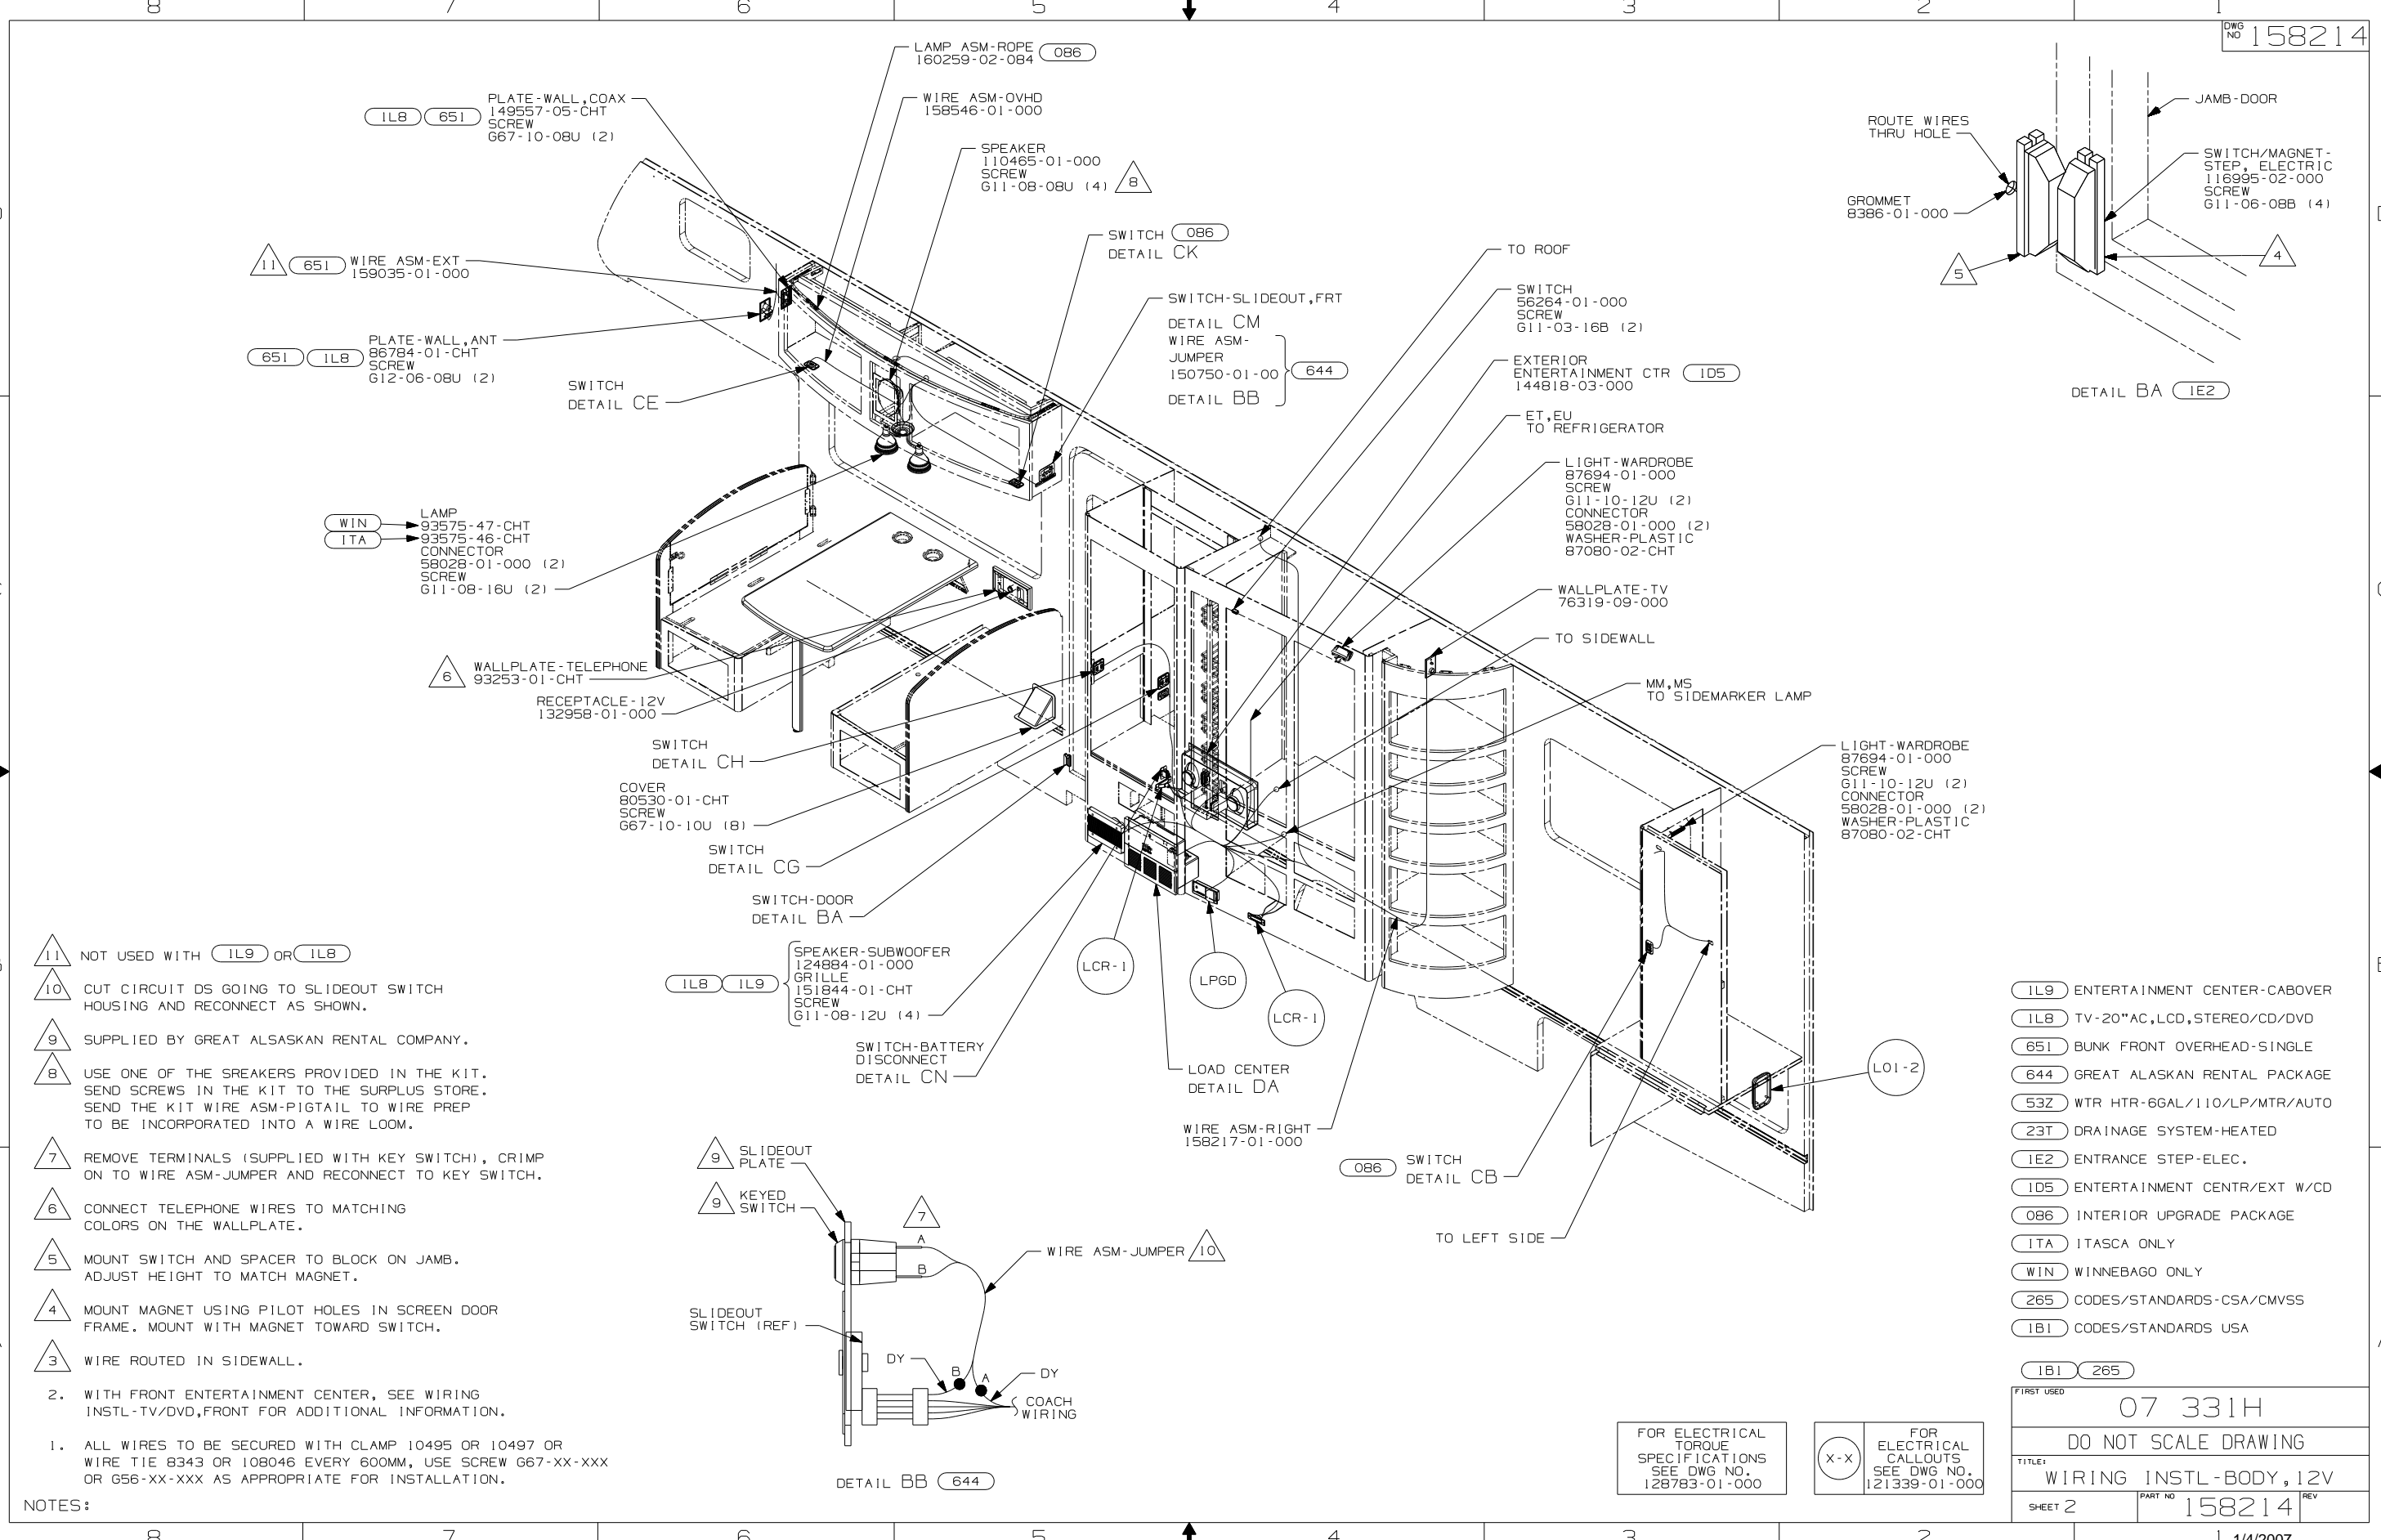 8 7 6 5 4 3 2 1
DWG NO 158214
LAMP ASM-ROPE 086
160259-02-084
PLATE-WALL,COAX
1L8 651 149557-05-CHT
SCREW
G67-10-08U (2)
WIRE ASM-OVHD
158546-01-000
SPEAKER
110465-01-000
SCREW
G11-08-08U (4) 8
11 651 WIRE ASM-EXT
159035-01-000
SWITCH 086
DETAIL CK
PLATE-WALL,ANT
651 1L8 86784-01-CHT
SCREW
G12-06-08U (2)
SWITCH
DETAIL CE
SWITCH-SLIDEOUT,FRT
DETAIL CM
WIRE ASM-
JUMPER
150750-01-00 644
DETAIL BB
TO ROOF
SWITCH
56264-01-000
SCREW
G11-03-16B (2)
EXTERIOR
ENTERTAINMENT CTR 1D5
144818-03-000
ET,EU
TO REFRIGERATOR
LIGHT-WARDROBE
87694-01-000
SCREW
G11-10-12U (2)
CONNECTOR
58028-01-000 (2)
WASHER-PLASTIC
87080-02-CHT
WALLPLATE-TV
76319-09-000
TO SIDEWALL
MM,MS
TO SIDEMARKER LAMP
LIGHT-WARDROBE
87694-01-000
SCREW
G11-10-12U (2)
CONNECTOR
58028-01-000 (2)
WASHER-PLASTIC
87080-02-CHT
JAMB-DOOR
ROUTE WIRES
THRU HOLE
SWITCH/MAGNET-
STEP, ELECTRIC
116995-02-000
SCREW
G11-06-08B (4)
GROMMET
8386-01-000
5 4
DETAIL BA 1E2
LAMP
WIN 93575-47-CHT
ITA 93575-46-CHT
CONNECTOR
58028-01-000 (2)
SCREW
G11-08-16U (2)
6 WALLPLATE-TELEPHONE
93253-01-CHT
RECEPTACLE-12V
132958-01-000
SWITCH
DETAIL CH
COVER
80530-01-CHT
SCREW
G67-10-10U (8)
SWITCH
DETAIL CG
SWITCH-DOOR
DETAIL BA
SPEAKER-SUBWOOFER
124884-01-000
GRILLE
1L8 1L9 151844-01-CHT
SCREW
G11-08-12U (4)
SWITCH-BATTERY
DISCONNECT
DETAIL CN
LCR-1
LPGD
LCR-1
LOAD CENTER
DETAIL DA
WIRE ASM-RIGHT
158217-01-000
086 SWITCH
DETAIL CB
TO LEFT SIDE
L01-2
11 NOT USED WITH 1L9 OR 1L8
10 CUT CIRCUIT DS GOING TO SLIDEOUT SWITCH
HOUSING AND RECONNECT AS SHOWN.
9 SUPPLIED BY GREAT ALSASKAN RENTAL COMPANY.
8 USE ONE OF THE SREAKERS PROVIDED IN THE KIT.
SEND SCREWS IN THE KIT TO THE SURPLUS STORE.
SEND THE KIT WIRE ASM-PIGTAIL TO WIRE PREP
TO BE INCORPORATED INTO A WIRE LOOM.
7 REMOVE TERMINALS (SUPPLIED WITH KEY SWITCH), CRIMP
ON TO WIRE ASM-JUMPER AND RECONNECT TO KEY SWITCH.
6 CONNECT TELEPHONE WIRES TO MATCHING
COLORS ON THE WALLPLATE.
5 MOUNT SWITCH AND SPACER TO BLOCK ON JAMB.
ADJUST HEIGHT TO MATCH MAGNET.
4 MOUNT MAGNET USING PILOT HOLES IN SCREEN DOOR
FRAME. MOUNT WITH MAGNET TOWARD SWITCH.
3 WIRE ROUTED IN SIDEWALL.
2. WITH FRONT ENTERTAINMENT CENTER, SEE WIRING
INSTL-TV/DVD,FRONT FOR ADDITIONAL INFORMATION.
1. ALL WIRES TO BE SECURED WITH CLAMP 10495 OR 10497 OR
WIRE TIE 8343 OR 108046 EVERY 600MM, USE SCREW G67-XX-XXX
OR G56-XX-XXX AS APPROPRIATE FOR INSTALLATION.
NOTES:
9 SLIDEOUT
PLATE
9 KEYED
SWITCH
7
A
B
WIRE ASM-JUMPER 10
SLIDEOUT
SWITCH (REF)
DY B A DY
COACH
WIRING
DETAIL BB 644
1L9 ENTERTAINMENT CENTER-CABOVER
1L8 TV-20"AC,LCD,STEREO/CD/DVD
651 BUNK FRONT OVERHEAD-SINGLE
644 GREAT ALASKAN RENTAL PACKAGE
53Z WTR HTR-6GAL/110/LP/MTR/AUTO
23T DRAINAGE SYSTEM-HEATED
1E2 ENTRANCE STEP-ELEC.
1D5 ENTERTAINMENT CENTR/EXT W/CD
086 INTERIOR UPGRADE PACKAGE
ITA ITASCA ONLY
WIN WINNEBAGO ONLY
265 CODES/STANDARDS-CSA/CMVSS
1B1 CODES/STANDARDS USA
1B1 265
FIRST USED
07 331H
DO NOT SCALE DRAWING
TITLE:
WIRING INSTL-BODY,12V
SHEET 2 PART NO 158214 REV
FOR ELECTRICAL
TORQUE
SPECIFICATIONS
SEE DWG NO.
128783-01-000
X-X
FOR
ELECTRICAL
CALLOUTS
SEE DWG NO.
121339-01-000
8 7 6 5 4 3 2 1
1/4/2007